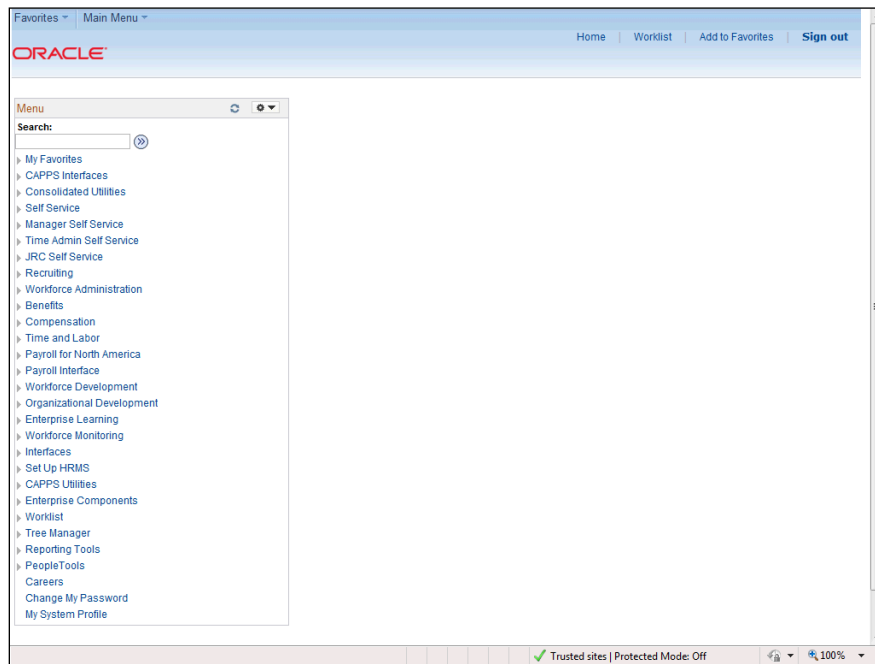 Favorites Main Menu
Home | Worklist | Add to Favorites | Sign out
ORACLE
Menu
Search:
My Favorites
CAPPS Interfaces
Consolidated Utilities
Self Service
Manager Self Service
Time Admin Self Service
JRC Self Service
Recruiting
Workforce Administration
Benefits
Compensation
Time and Labor
Payroll for North America
Payroll Interface
Workforce Development
Organizational Development
Enterprise Learning
Workforce Monitoring
Interfaces
Set Up HRMS
CAPPS Utilities
Enterprise Components
Worklist
Tree Manager
Reporting Tools
PeopleTools
Careers
Change My Password
My System Profile
Trusted sites | Protected Mode: Off 100%